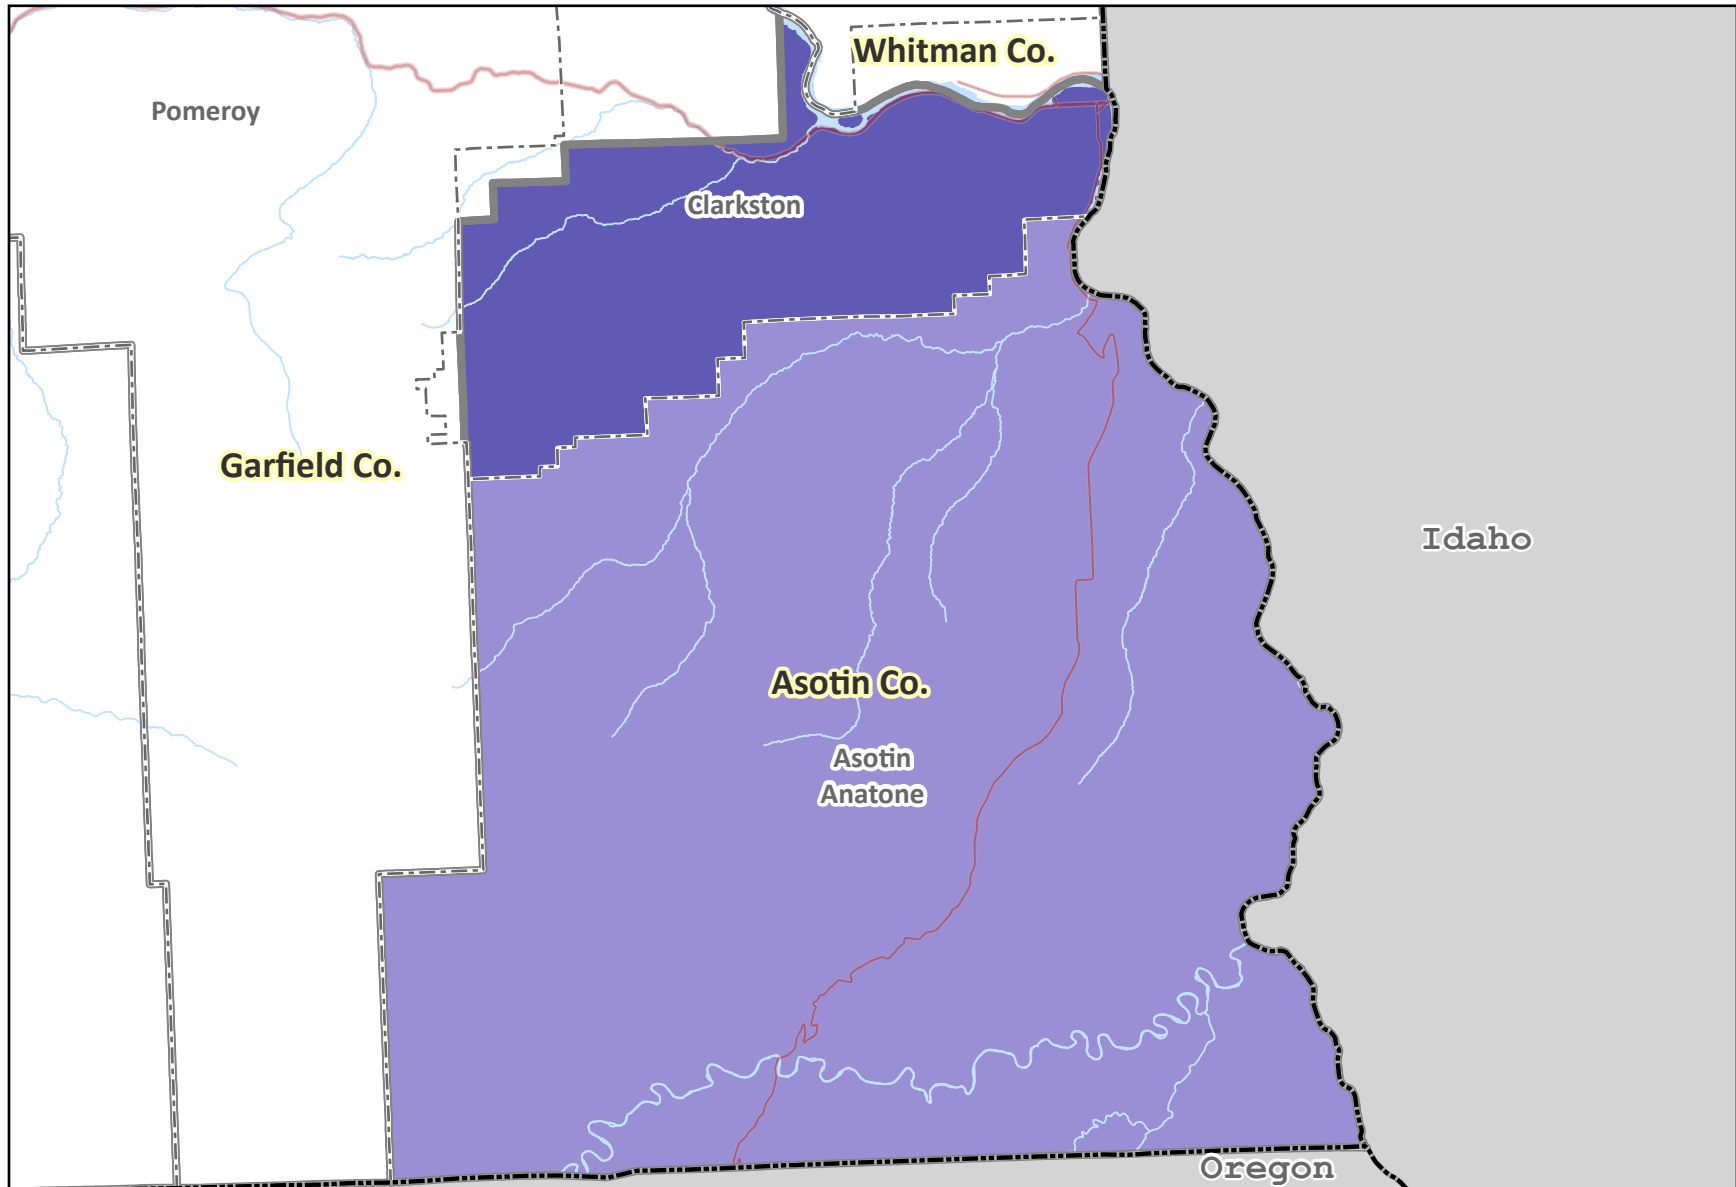 Whitman Co.
Pomeroy
Clarkston
Garfield Co.
Idaho
Asotin Co.
Asotin
Anatone
Oregon